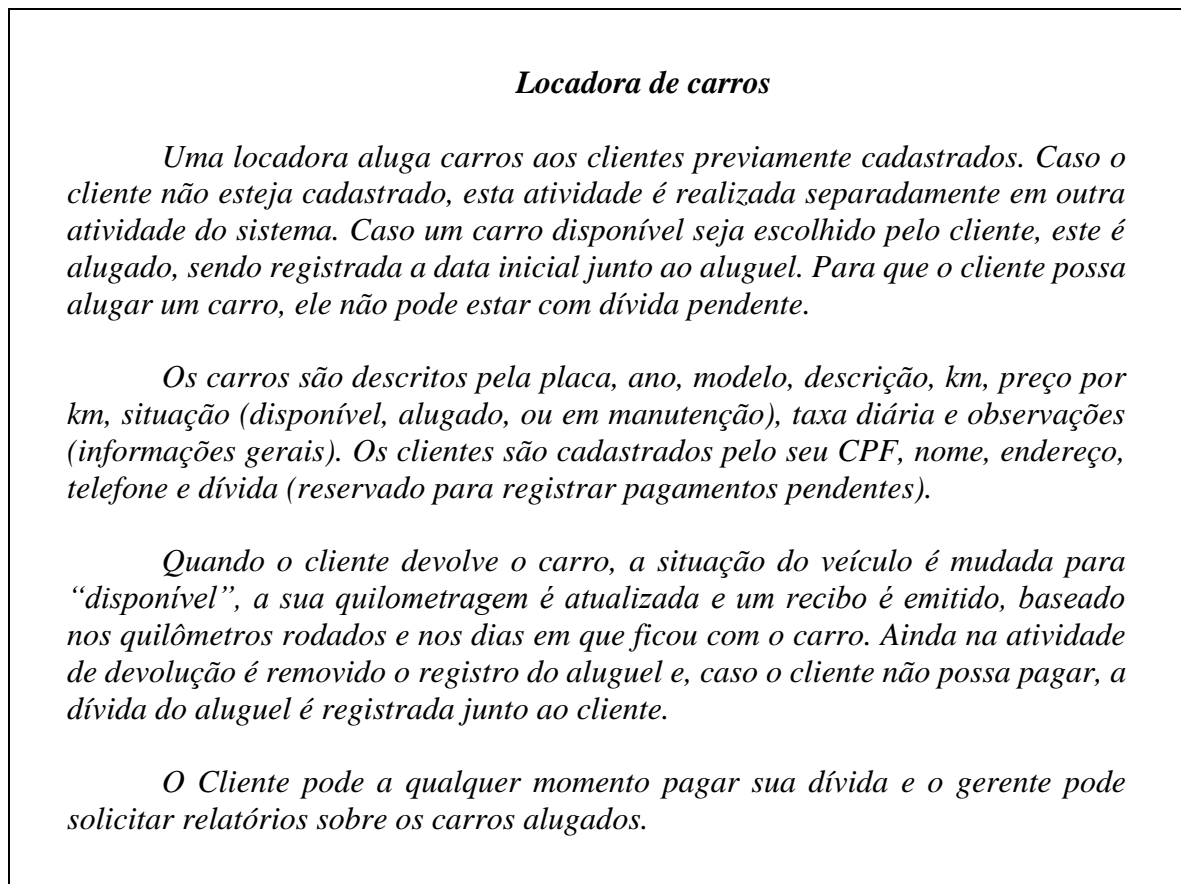 Locadora de carros
Uma locadora aluga carros aos clientes previamente cadastrados. Caso o
cliente não esteja cadastrado, esta atividade é realizada separadamente em outra
atividade do sistema. Caso um carro disponível seja escolhido pelo cliente, este é
alugado, sendo registrada a data inicial junto ao aluguel. Para que o cliente possa
alugar um carro, ele não pode estar com dívida pendente.
Os carros são descritos pela placa, ano, modelo, descrição, km, preço por
km, situação (disponível, alugado, ou em manutenção), taxa diária e observações
(informações gerais). Os clientes são cadastrados pelo seu CPF, nome, endereço,
telefone e dívida (reservado para registrar pagamentos pendentes).
Quando o cliente devolve o carro, a situação do veículo é mudada para
“disponível”, a sua quilometragem é atualizada e um recibo é emitido, baseado
nos quilômetros rodados e nos dias em que ficou com o carro. Ainda na atividade
de devolução é removido o registro do aluguel e, caso o cliente não possa pagar, a
dívida do aluguel é registrada junto ao cliente.
O Cliente pode a qualquer momento pagar sua dívida e o gerente pode
solicitar relatórios sobre os carros alugados.